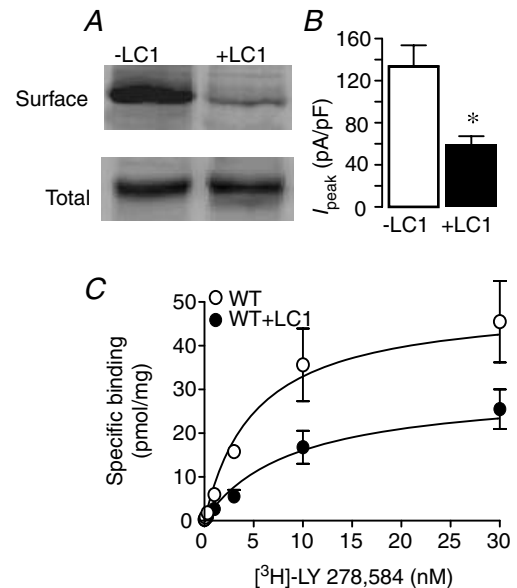 A
-LC1 +LC1
Surface
Total
B
160
120
80
40
0
I peak (pA/pF)
*
-LC1 +LC1
C
WT
WT+LC1
50
40
30
20
10
0
Specific binding
(pmol/mg)
0 5 10 15 20 25 30
[³H]-LY 278,584 (nM)